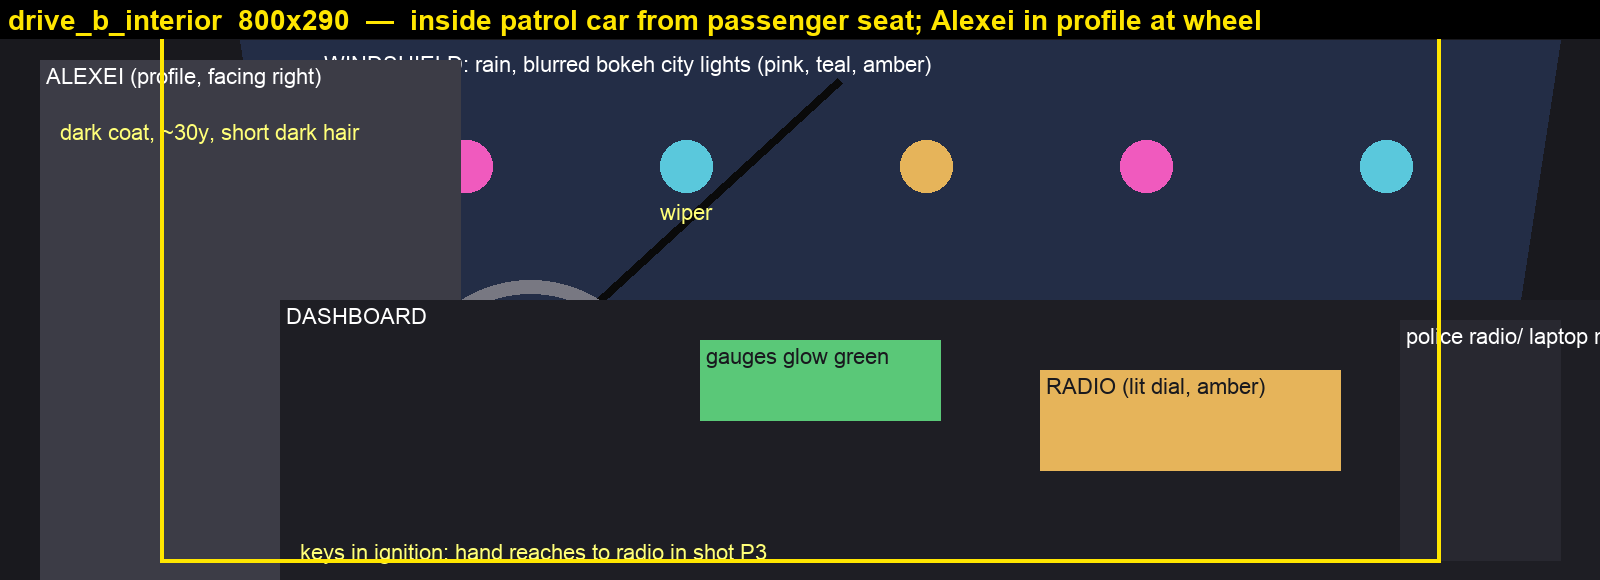 drive_b_interior 800x290 — inside patrol car from passenger seat; Alexei in profile at wheel
WINDSHIELD: rain, blurred bokeh city lights (pink, teal, amber)
ALEXEI (profile, facing right)
dark coat, ~30y, short dark hair
wiper
DASHBOARD
police radio/ laptop
gauges glow green
RADIO (lit dial, amber)
keys in ignition: hand reaches to radio in shot P3